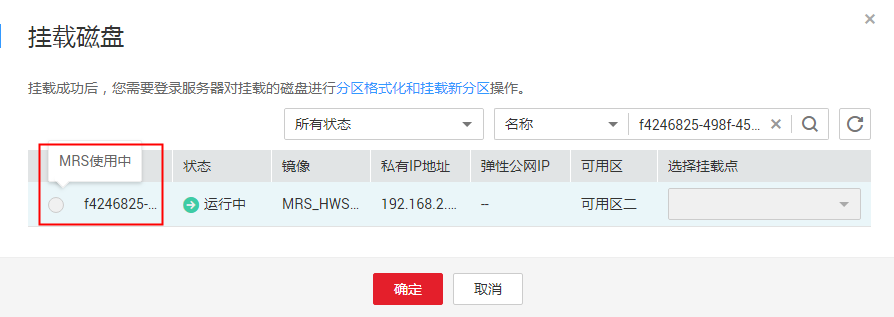 挂载磁盘
挂载成功后，您需要登录服务器对挂载的磁盘进行分区格式化和挂载新分区操作。
所有状态 名称 f4246825-498f-45...
MRS使用中 状态 镜像 私有IP地址 弹性公网IP 可用区 选择挂载点
f4246825-... 运行中 MRS_HWS... 192.168.2.... -- 可用区二
确定 取消